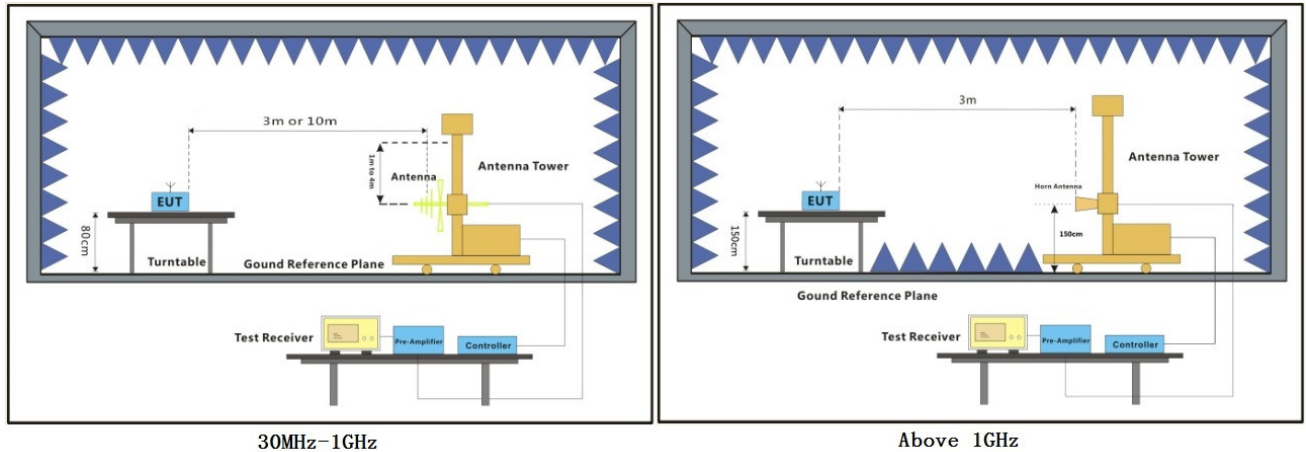 3m or 10m
1m to 4m
Antenna
Antenna Tower
EUT
80cm
Turntable
Gound Reference Plane
Test Receiver
Pre-Amplifier
Controller
30MHz-1GHz
3m
Antenna Tower
Horn Antenna
EUT
150cm
150cm
Turntable
Gound Reference Plane
Test Receiver
Pre-Amplifier
Controller
Above 1GHz